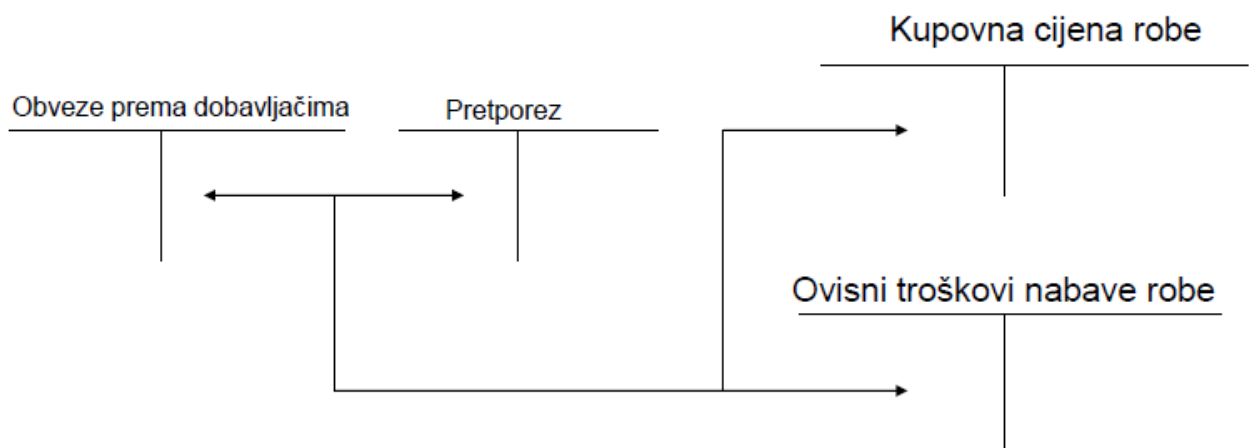 Kupovna cijena robe
Obveze prema dobavljačima
Pretporez
Ovisni troškovi nabave robe